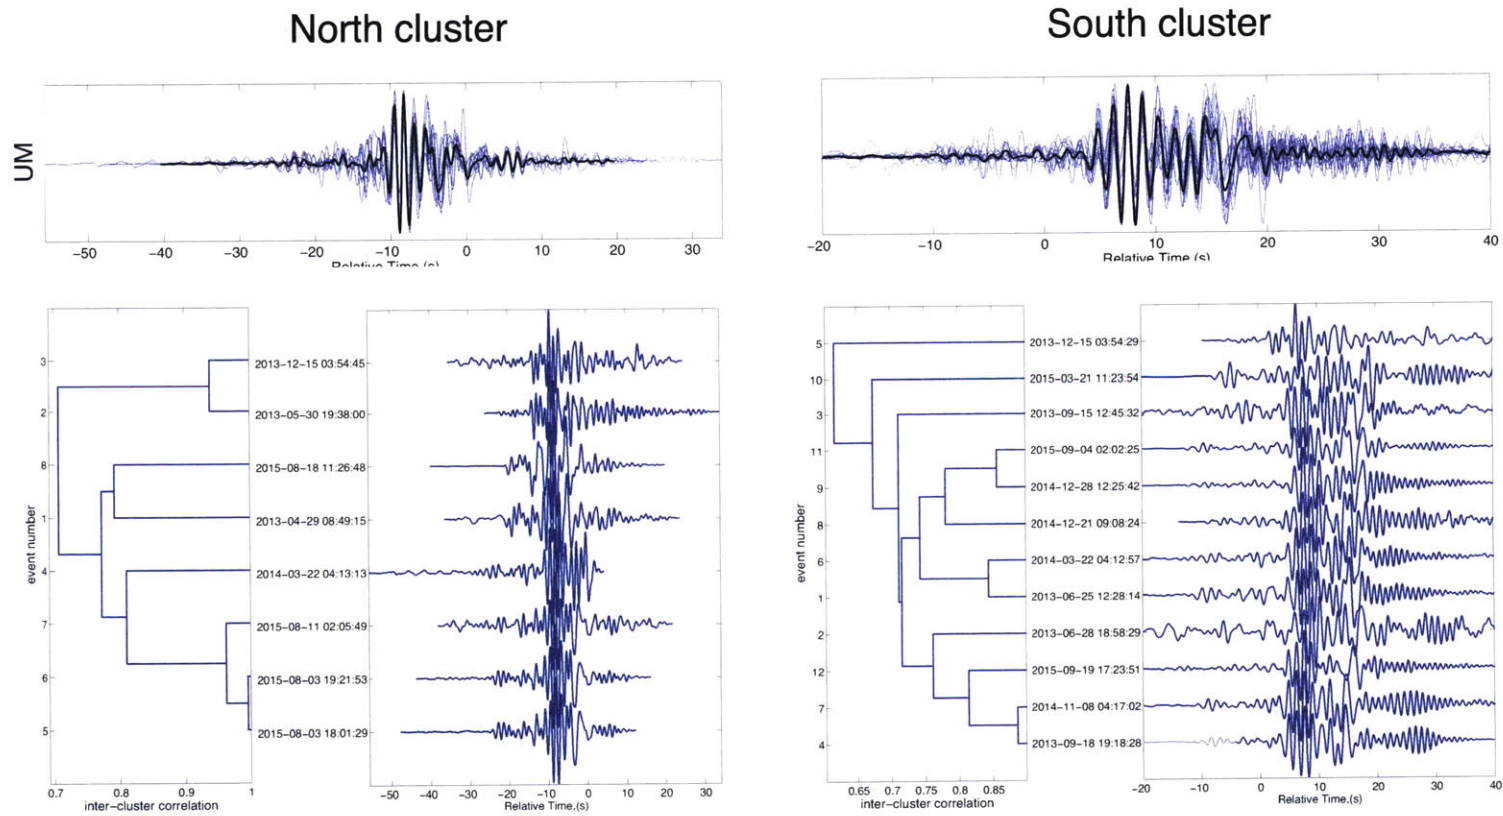 North cluster
South cluster
UM
−50 −40 −30 −20 −10 0 10 20 30
Relative Time (s)
−20 −10 0 10 20 30 40
Relative Time (s)
event number
3 2013−12−15 03:54:45
2 2013−05−30 19:38:00
8 2015−08−18 11:26:48
1 2013−04−29 08:49:15
4 2014−03−22 04:13:13
7 2015−08−11 02:05:49
6 2015−08−03 19:21:53
5 2015−08−03 18:01:29
0.7 0.8 0.9 1
inter−cluster correlation
−50 −40 −30 −20 −10 0 10 20 30
Relative Time,(s)
event number
5 2013−12−15 03:54:29
10 2015−03−21 11:23:54
3 2013−09−15 12:45:32
11 2015−09−04 02:02:25
9 2014−12−28 12:25:42
8 2014−12−21 09:08:24
6 2014−03−22 04:12:57
1 2013−06−25 12:28:14
2 2013−06−28 18:58:29
12 2015−09−19 17:23:51
7 2014−11−08 04:17:02
4 2013−09−18 19:18:28
0.65 0.7 0.75 0.8 0.85
inter−cluster correlation
−20 −10 0 10 20 30 40
Relative Time,(s)